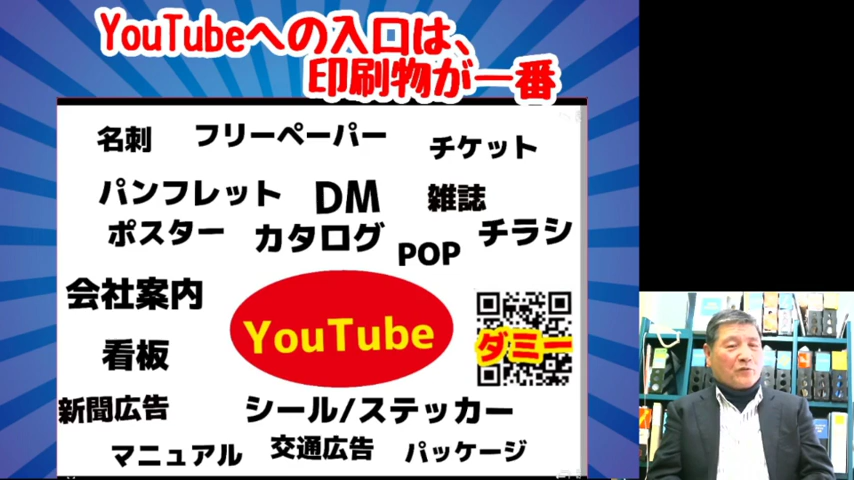 YouTubeへの入口は、
印刷物が一番
名刺 フリーペーパー チケット
パンフレット DM 雑誌
ポスター カタログ POP チラシ
会社案内
YouTube
ダミー
看板
新聞広告 シール/ステッカー
マニュアル 交通広告 パッケージ